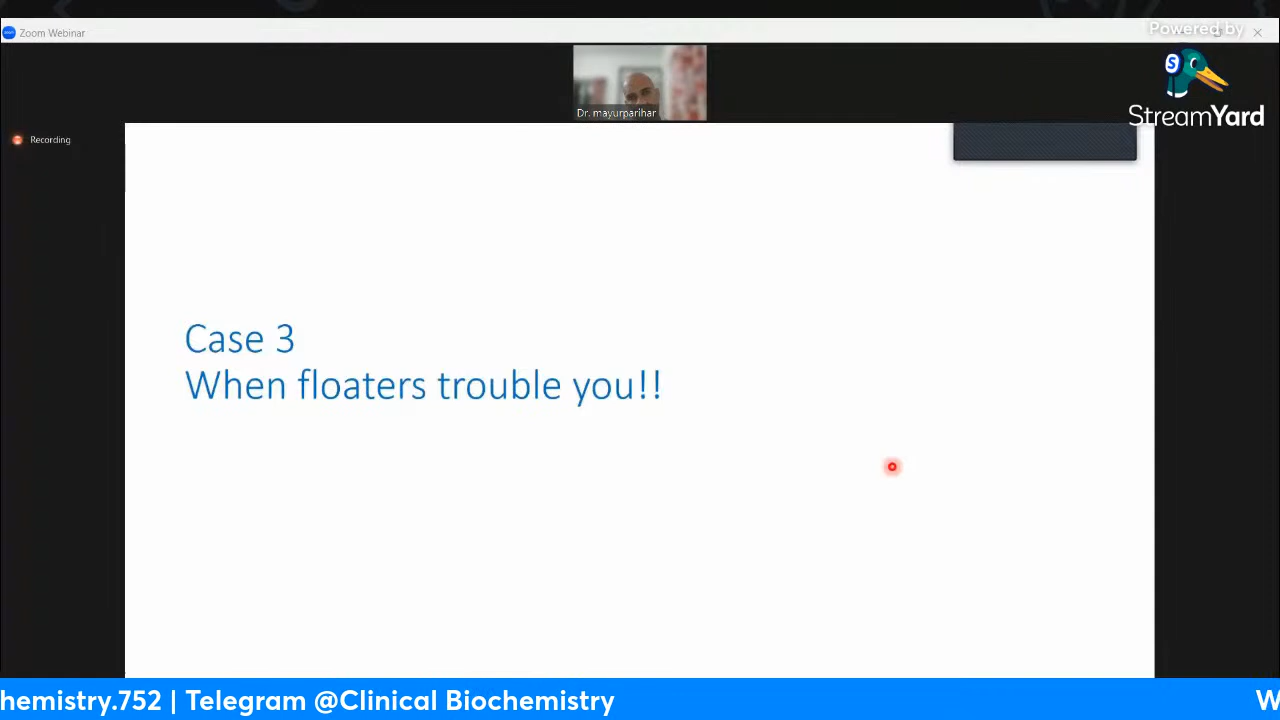 Zoom Webinar
Powered by
StreamYard
Dr. mayurparihar
Recording
Case 3
When floaters trouble you!!
hemistry.752 | Telegram @Clinical Biochemistry
W